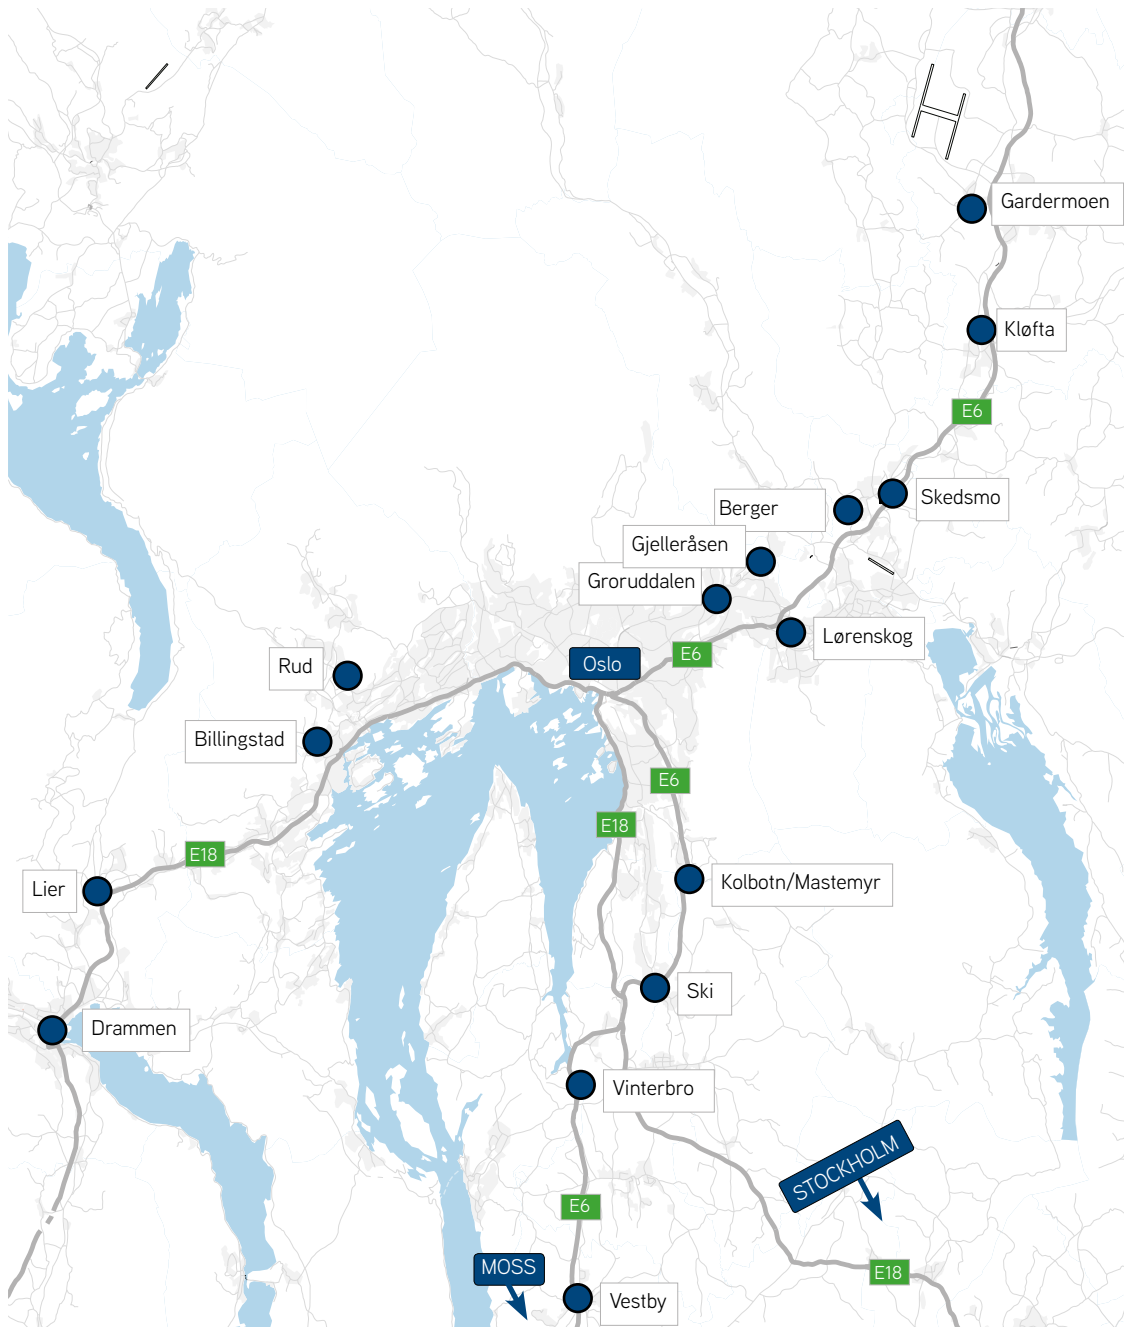 Gardermoen
Kløfta
E6
Skedsmo
Berger
Gjelleråsen
Groruddalen
Lørenskog
E6
Oslo
Rud
Billingstad
E6
E18
E18
Kolbotn/Mastemyr
Lier
Ski
Drammen
Vinterbro
STOCKHOLM
E6
MOSS
E18
Vestby